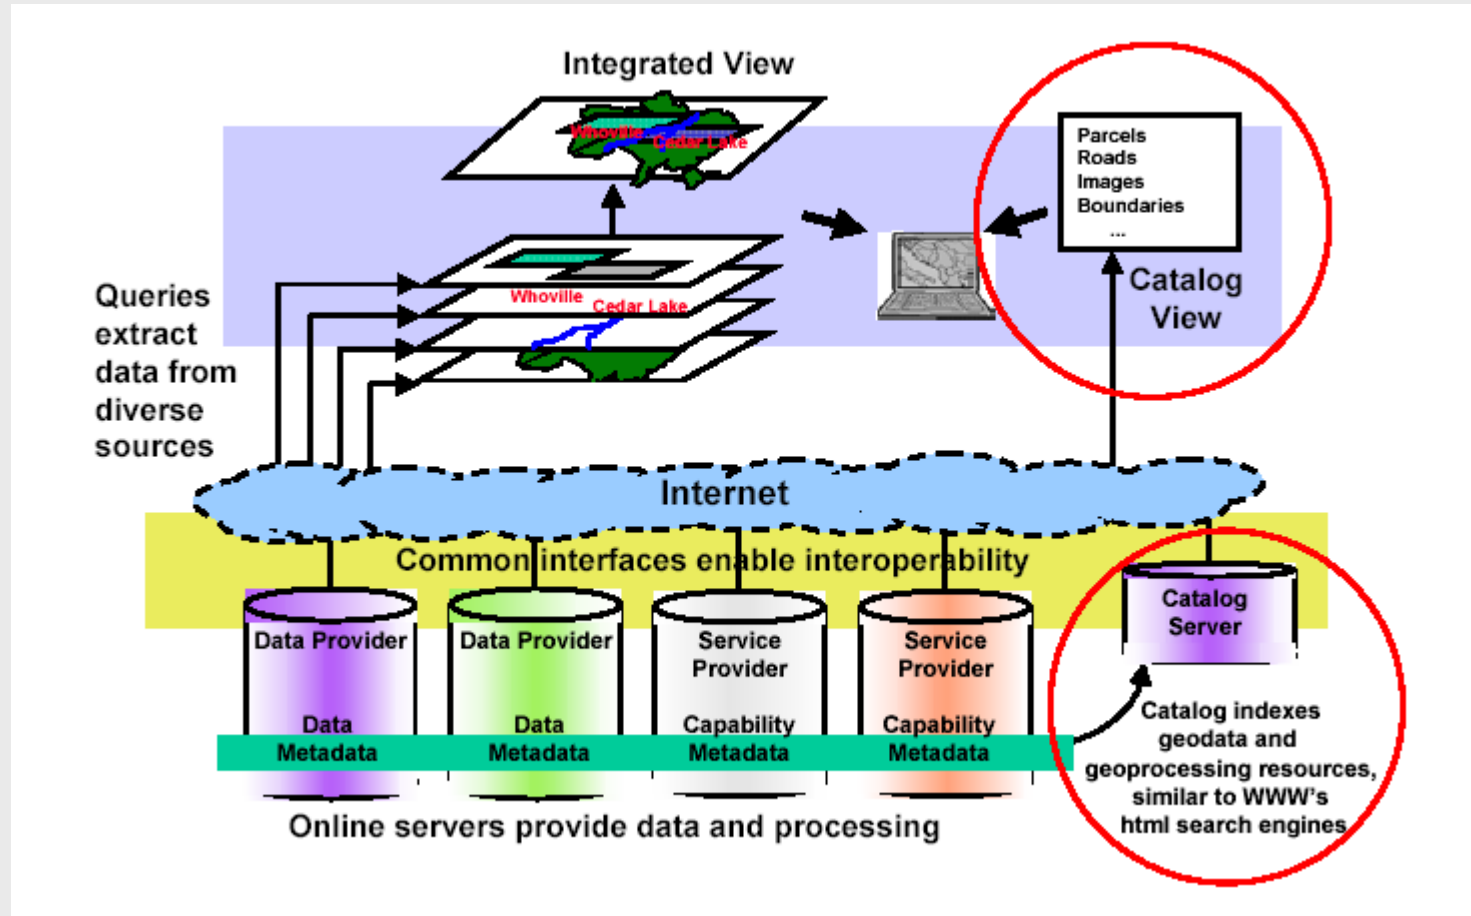 Integrated View
Whoville
Cedar Lake
Parcels
Roads
Images
Boundaries
...
Catalog
View
Whoville
Cedar Lake
Queries
extract
data from
diverse
sources
Internet
Common interfaces enable interoperability
Data Provider
Data
Metadata
Data Provider
Data
Metadata
Service
Provider
Capability
Metadata
Service
Provider
Capability
Metadata
Catalog
Server
Catalog indexes
geodata and
geoprocessing resources,
similar to WWW's
html search engines
Online servers provide data and processing